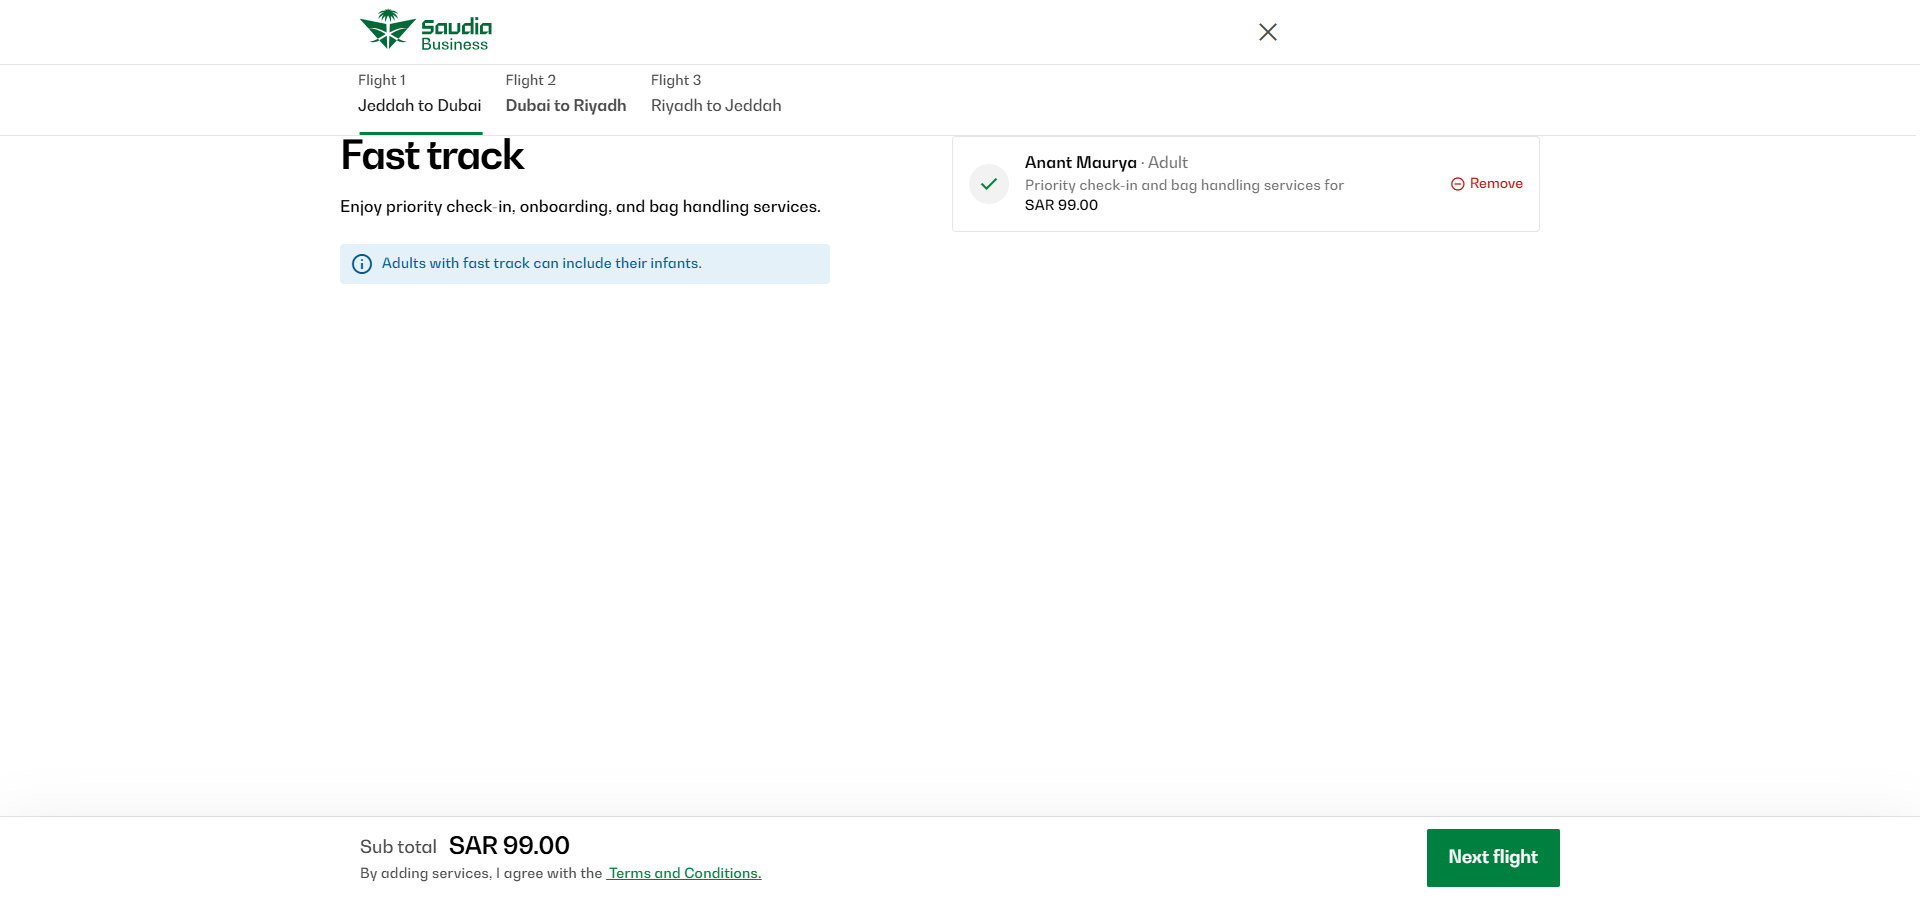 Saudia
Business
Flight 1
Jeddah to Dubai
Flight 2
Dubai to Riyadh
Flight 3
Riyadh to Jeddah
Fast track
Enjoy priority check-in, onboarding, and bag handling services.
Adults with fast track can include their infants.
Anant Maurya · Adult
Priority check-in and bag handling services for
SAR 99.00
Remove
Sub total SAR 99.00
By adding services, I agree with the Terms and Conditions.
Next flight